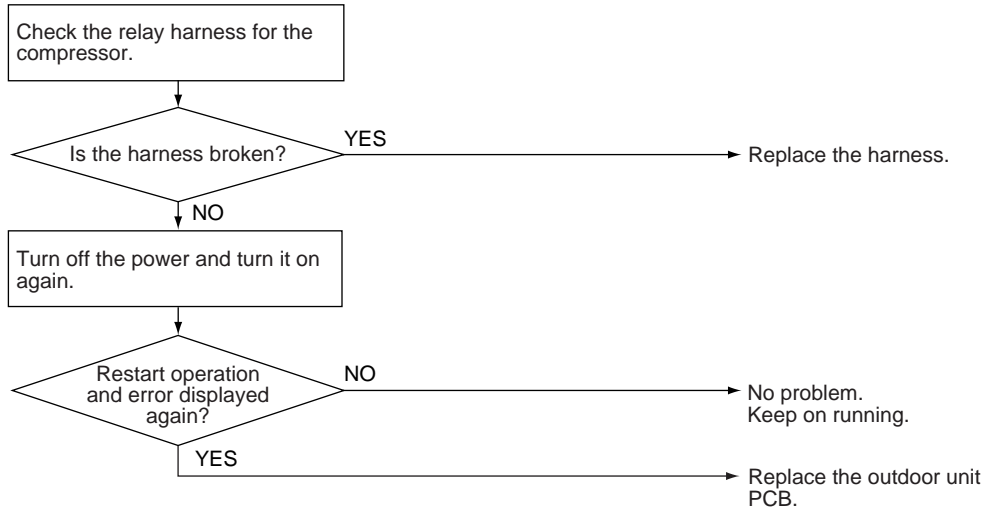 Check the relay harness for the
compressor.
Is the harness broken?
YES
Replace the harness.
NO
Turn off the power and turn it on
again.
Restart operation
and error displayed
again?
NO
No problem.
Keep on running.
YES
Replace the outdoor unit
PCB.